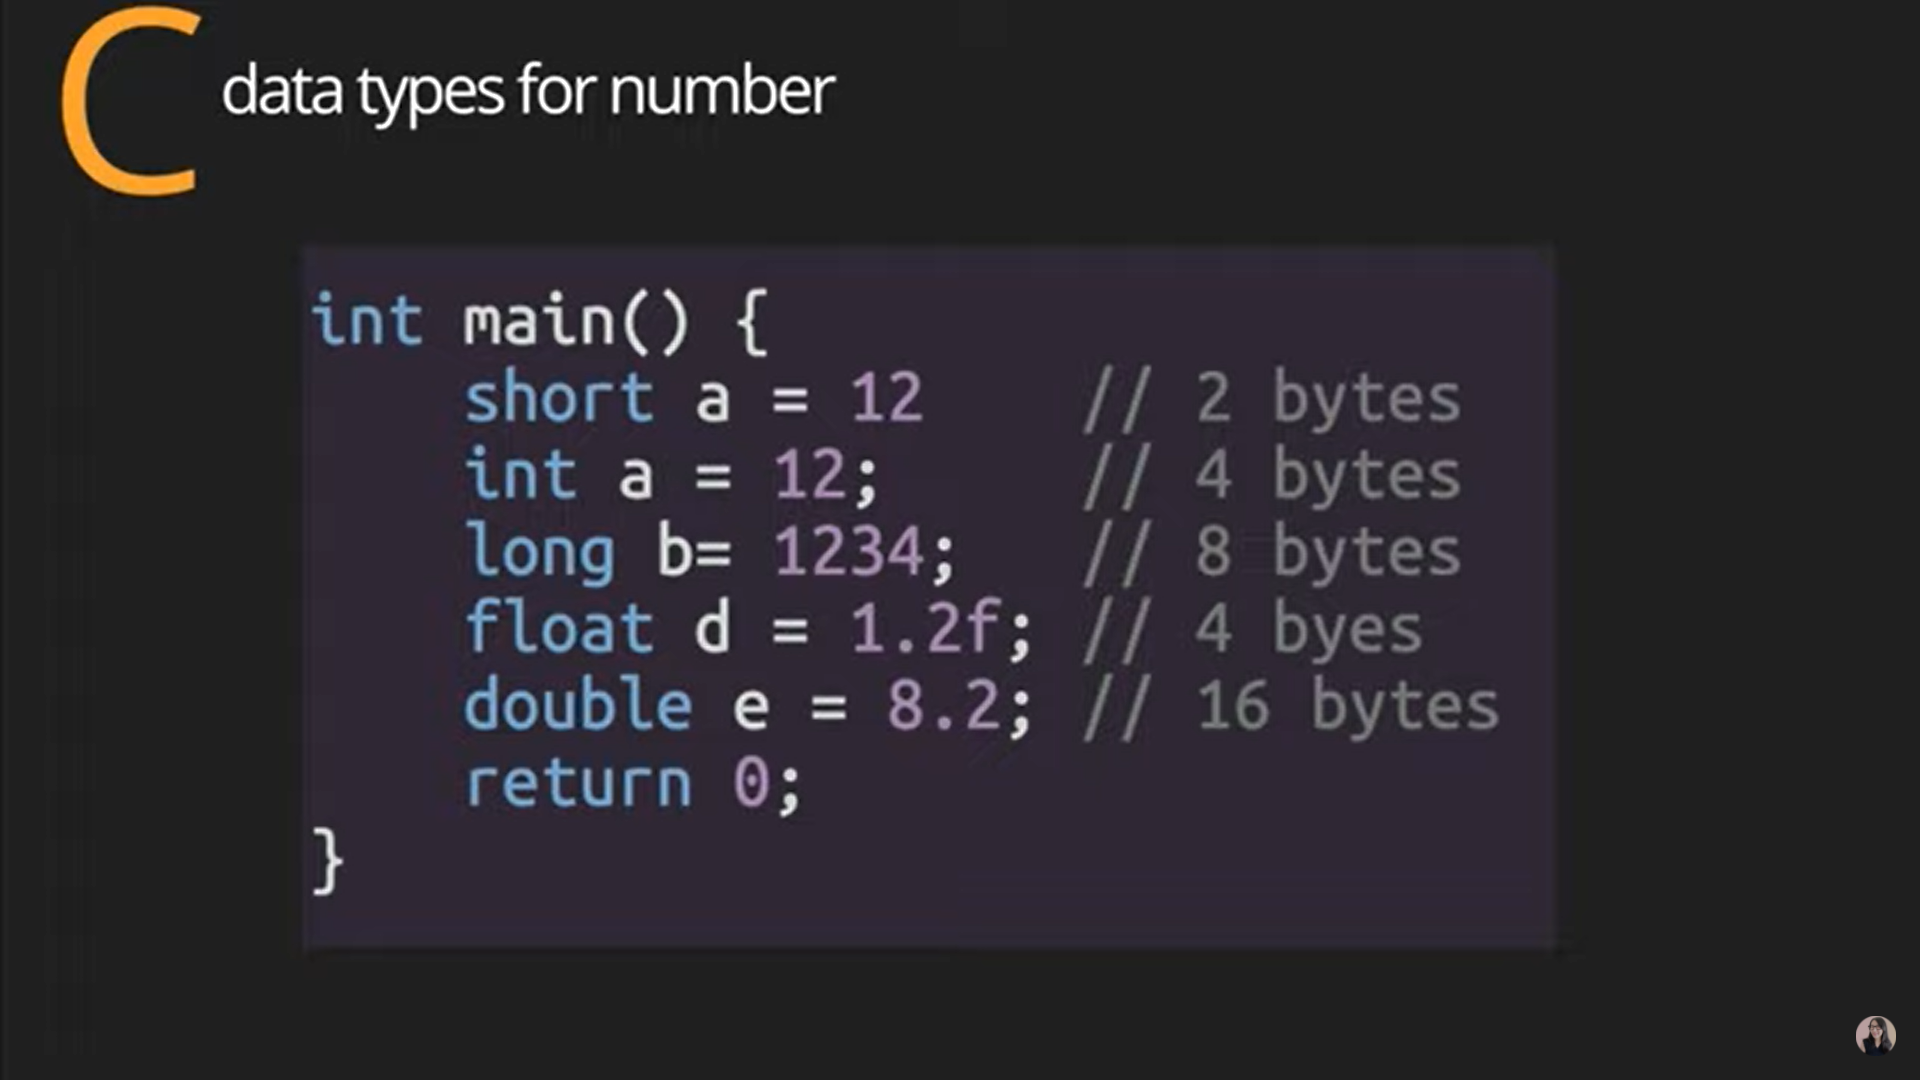 C data types for number
int main() {
    short a = 12    // 2 bytes
    int a = 12;     // 4 bytes
    long b= 1234;   // 8 bytes
    float d = 1.2f; // 4 byes
    double e = 8.2; // 16 bytes
    return 0;
}